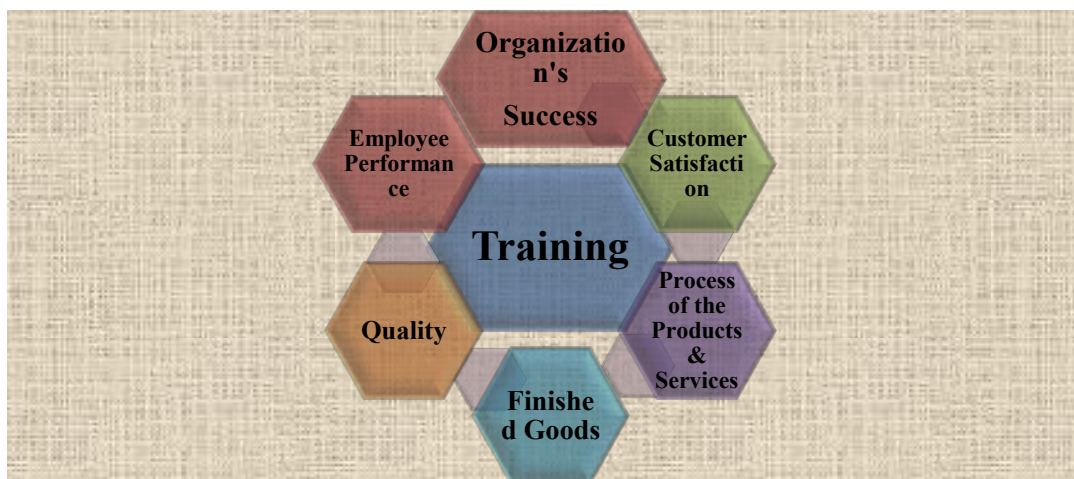 Organizatio
n's
Success
Employee
Performan
ce
Customer
Satisfacti
on
Training
Quality
Process
of the
Products
&
Services
Finishe
d Goods